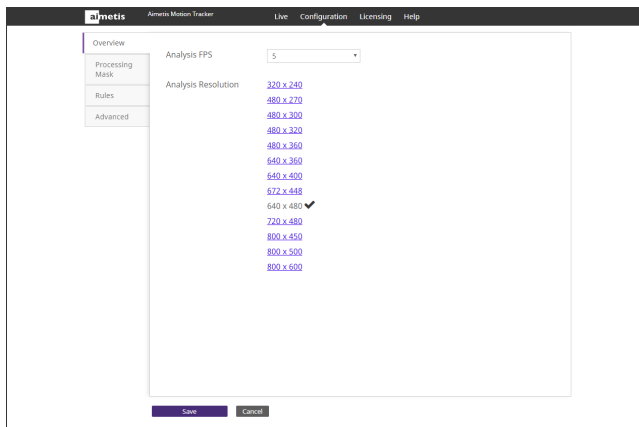 aimetis Aimetis Motion Tracker Live Configuration Licensing Help
Overview
Processing
Mask
Rules
Advanced
Analysis FPS 5
Analysis Resolution 320 x 240
480 x 270
480 x 300
480 x 320
480 x 360
640 x 360
640 x 400
672 x 448
640 x 480
720 x 480
800 x 450
800 x 500
800 x 600
Save Cancel